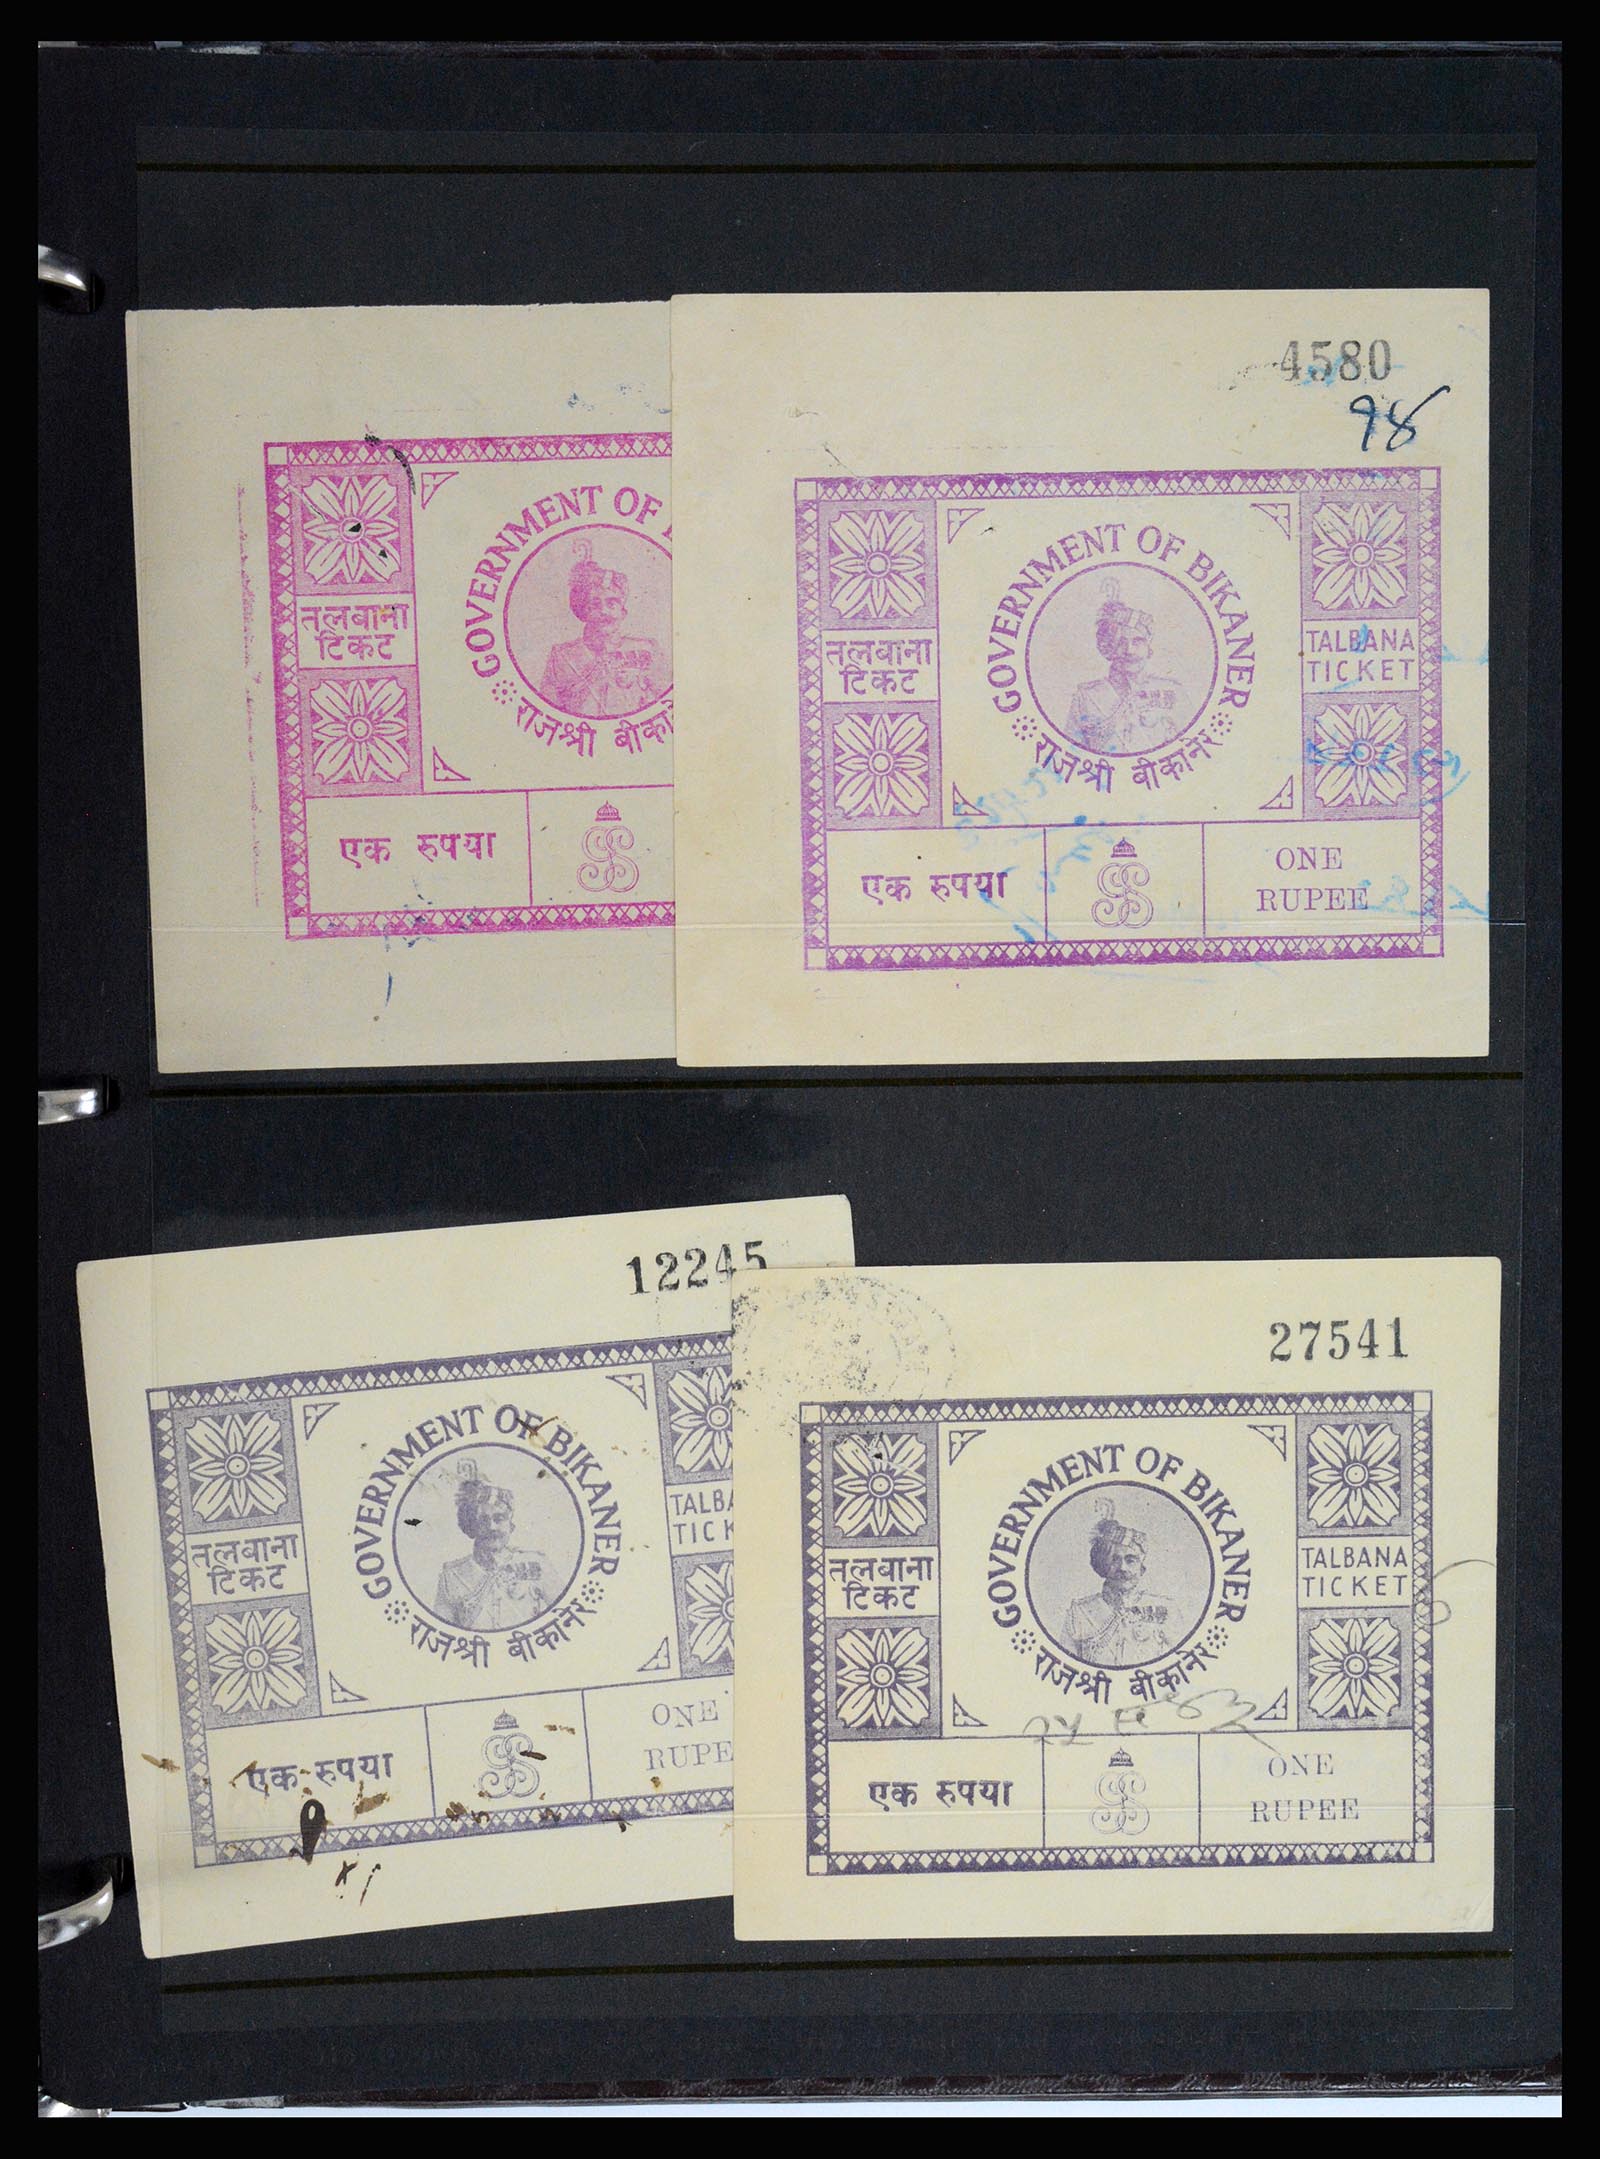 GOVERNMENT OF
तलबाना
टिकट
राजश्री बीका
एक रुपया
4580
98
GOVERNMENT OF BIKANER
तलबाना
टिकट
TALBANA
TICKET
राजश्री बीकानेर
एक रुपया
ONE
RUPEE
12245
GOVERNMENT OF BIKANER
तलबाना
टिकट
TALBA
TICK
राजश्री बीकानेर
एक रुपया
ONE
RUPE
27541
GOVERNMENT OF BIKANER
तलबाना
टिकट
TALBANA
TICKET
राजश्री बीकानेर
एक रुपया
ONE
RUPEE